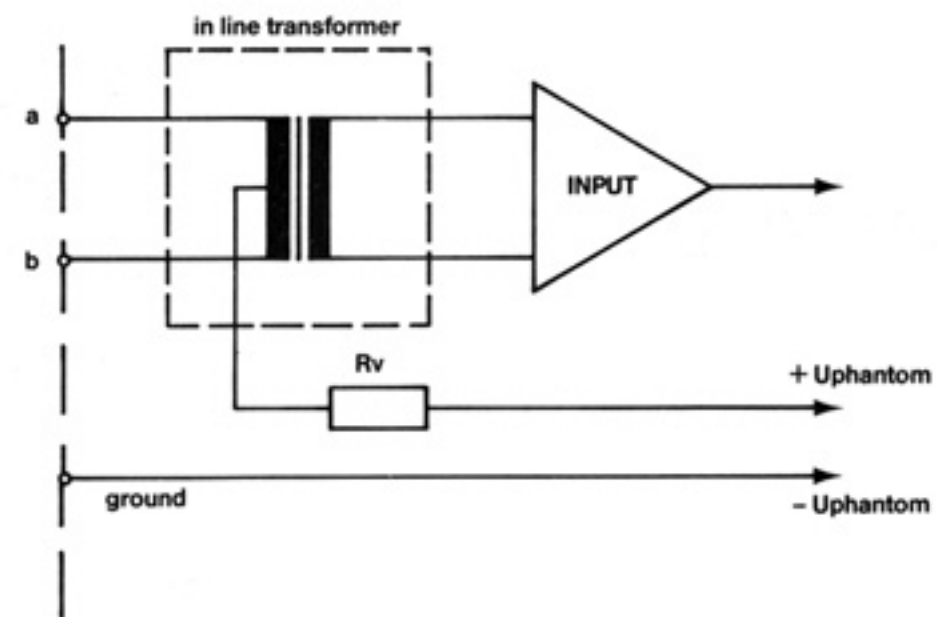 in line transformer
a
INPUT
b
Rv
+ Uphantom
ground
– Uphantom